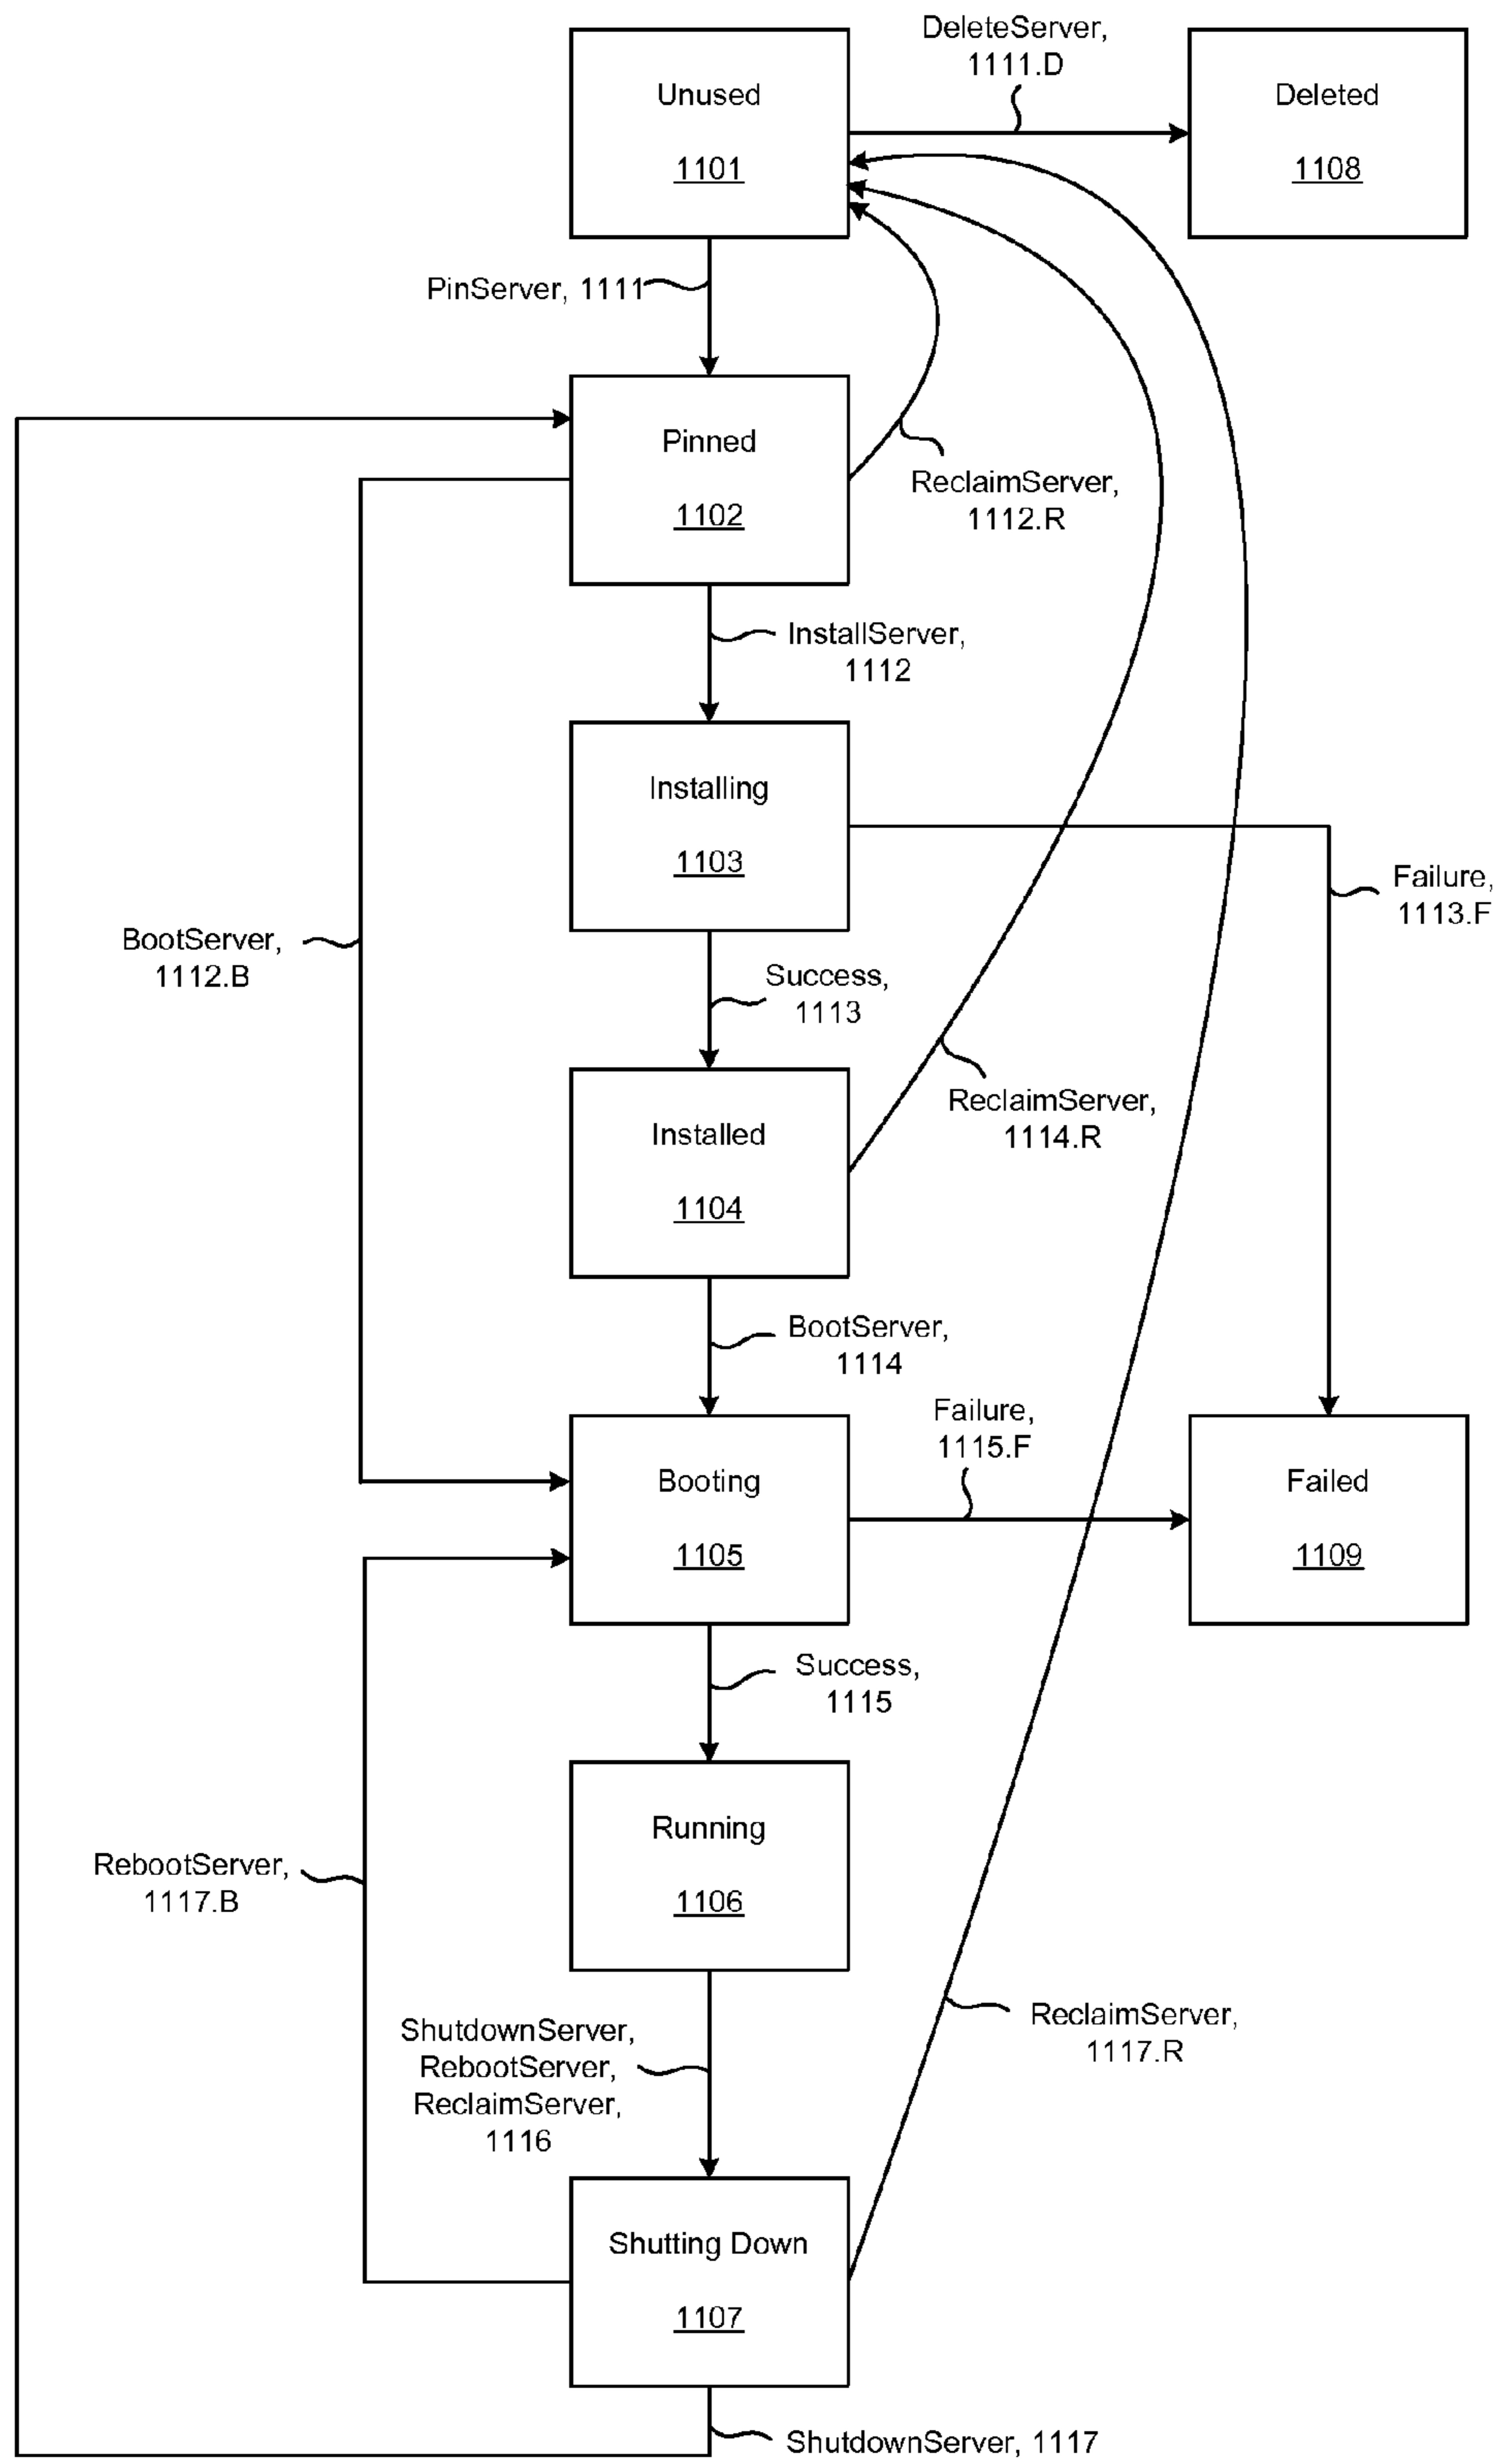 DeleteServer,
1111.D
Unused
1101
Deleted
1108
PinServer, 1111
Pinned
1102
ReclaimServer,
1112.R
InstallServer,
1112
Installing
1103
Failure,
1113.F
BootServer,
1112.B
Success,
1113
Installed
1104
ReclaimServer,
1114.R
BootServer,
1114
Failure,
1115.F
Booting
1105
Failed
1109
Success,
1115
Running
1106
RebootServer,
1117.B
ShutdownServer,
RebootServer,
ReclaimServer,
1116
ReclaimServer,
1117.R
Shutting Down
1107
ShutdownServer, 1117